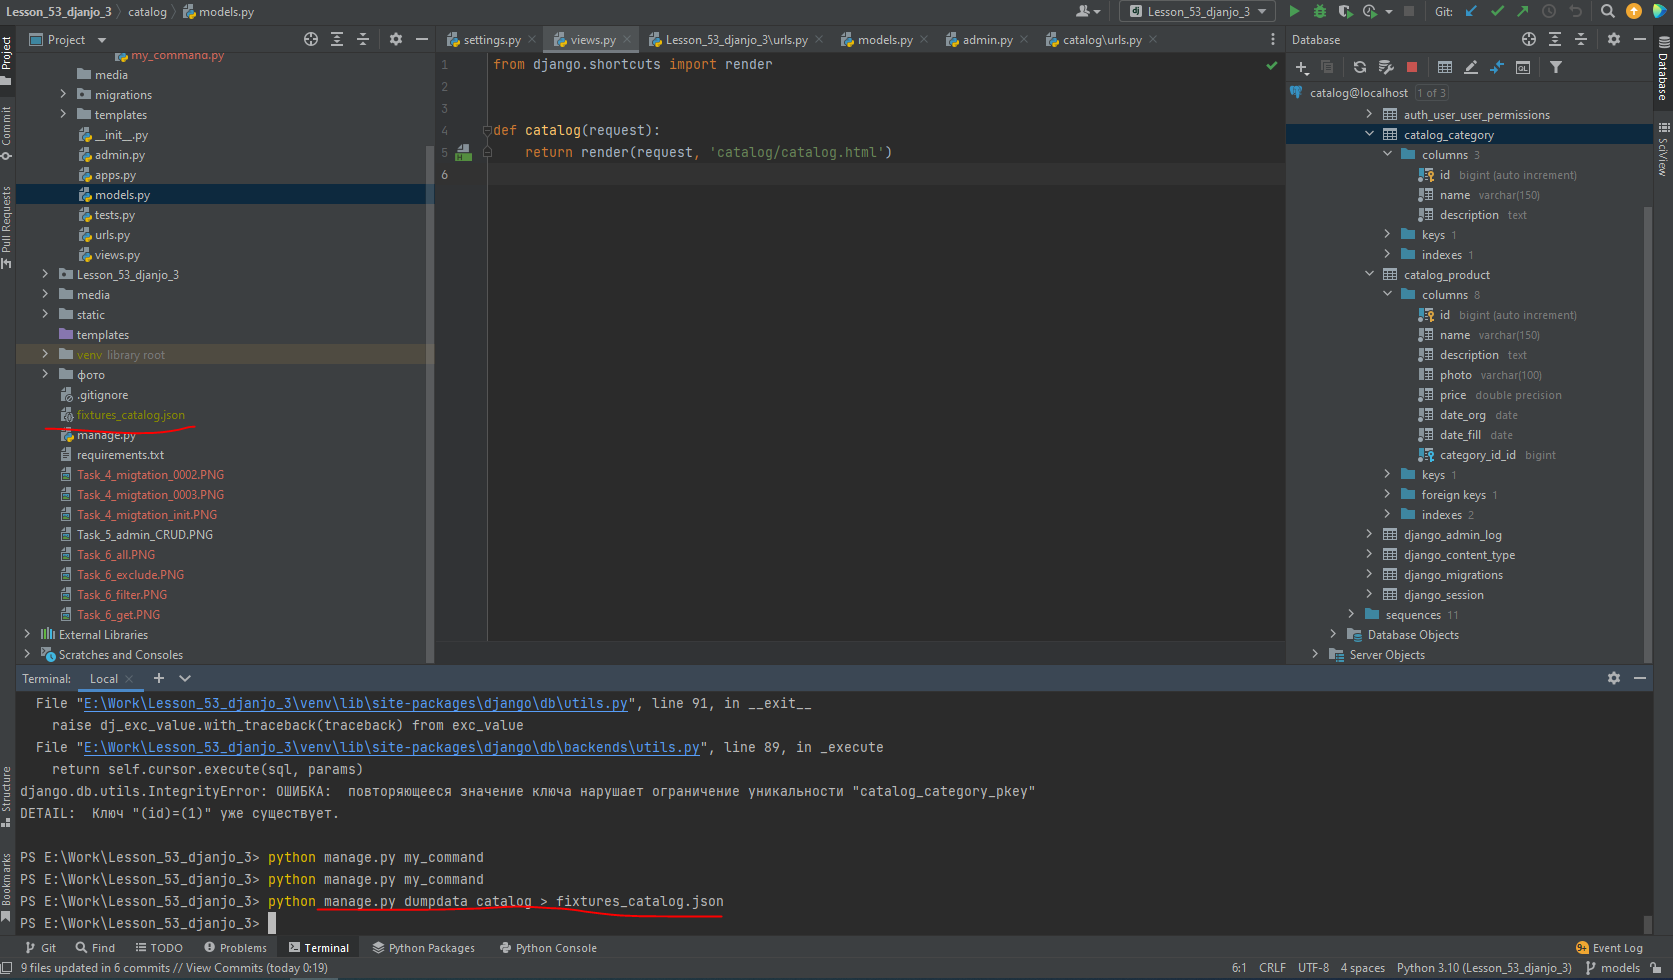 Lesson_53_djanjo_3 catalog models.py
Lesson_53_djanjo_3
Git:
Project
my_command.py
media
migrations
templates
__init__.py
admin.py
apps.py
models.py
tests.py
urls.py
views.py
Lesson_53_djanjo_3
media
static
templates
venv library root
фото
.gitignore
fixtures_catalog.json
manage.py
requirements.txt
Task_4_migtation_0002.PNG
Task_4_migtation_0003.PNG
Task_4_migtation_init.PNG
Task_5_admin_CRUD.PNG
Task_6_all.PNG
Task_6_exclude.PNG
Task_6_filter.PNG
Task_6_get.PNG
External Libraries
Scratches and Consoles
settings.py views.py Lesson_53_djanjo_3\urls.py models.py admin.py catalog\urls.py
1 from django.shortcuts import render
2
3
4 def catalog(request):
5 return render(request, 'catalog/catalog.html')
6
Database
catalog@localhost 1 of 3
auth_user_user_permissions
catalog_category
columns 3
id bigint (auto increment)
name varchar(150)
description text
keys 1
indexes 1
catalog_product
columns 8
id bigint (auto increment)
name varchar(150)
description text
photo varchar(100)
price double precision
date_org date
date_fill date
category_id_id bigint
keys 1
foreign keys 1
indexes 2
django_admin_log
django_content_type
django_migrations
django_session
sequences 11
Database Objects
Server Objects
Project
Commit
Pull Requests
Structure
Bookmarks
Database
SciView
Terminal: Local
File "E:\Work\Lesson_53_djanjo_3\venv\lib\site-packages\django\db\utils.py", line 91, in __exit__
raise dj_exc_value.with_traceback(traceback) from exc_value
File "E:\Work\Lesson_53_djanjo_3\venv\lib\site-packages\django\db\backends\utils.py", line 89, in _execute
return self.cursor.execute(sql, params)
django.db.utils.IntegrityError: ОШИБКА: повторяющееся значение ключа нарушает ограничение уникальности "catalog_category_pkey"
DETAIL: Ключ "(id)=(1)" уже существует.
PS E:\Work\Lesson_53_djanjo_3> python manage.py my_command
PS E:\Work\Lesson_53_djanjo_3> python manage.py my_command
PS E:\Work\Lesson_53_djanjo_3> python manage.py dumpdata catalog > fixtures_catalog.json
PS E:\Work\Lesson_53_djanjo_3>
Git Find TODO Problems Terminal Python Packages Python Console 9+ Event Log
9 files updated in 6 commits // View Commits (today 0:19) 6:1 CRLF UTF-8 4 spaces Python 3.10 (Lesson_53_djanjo_3) models